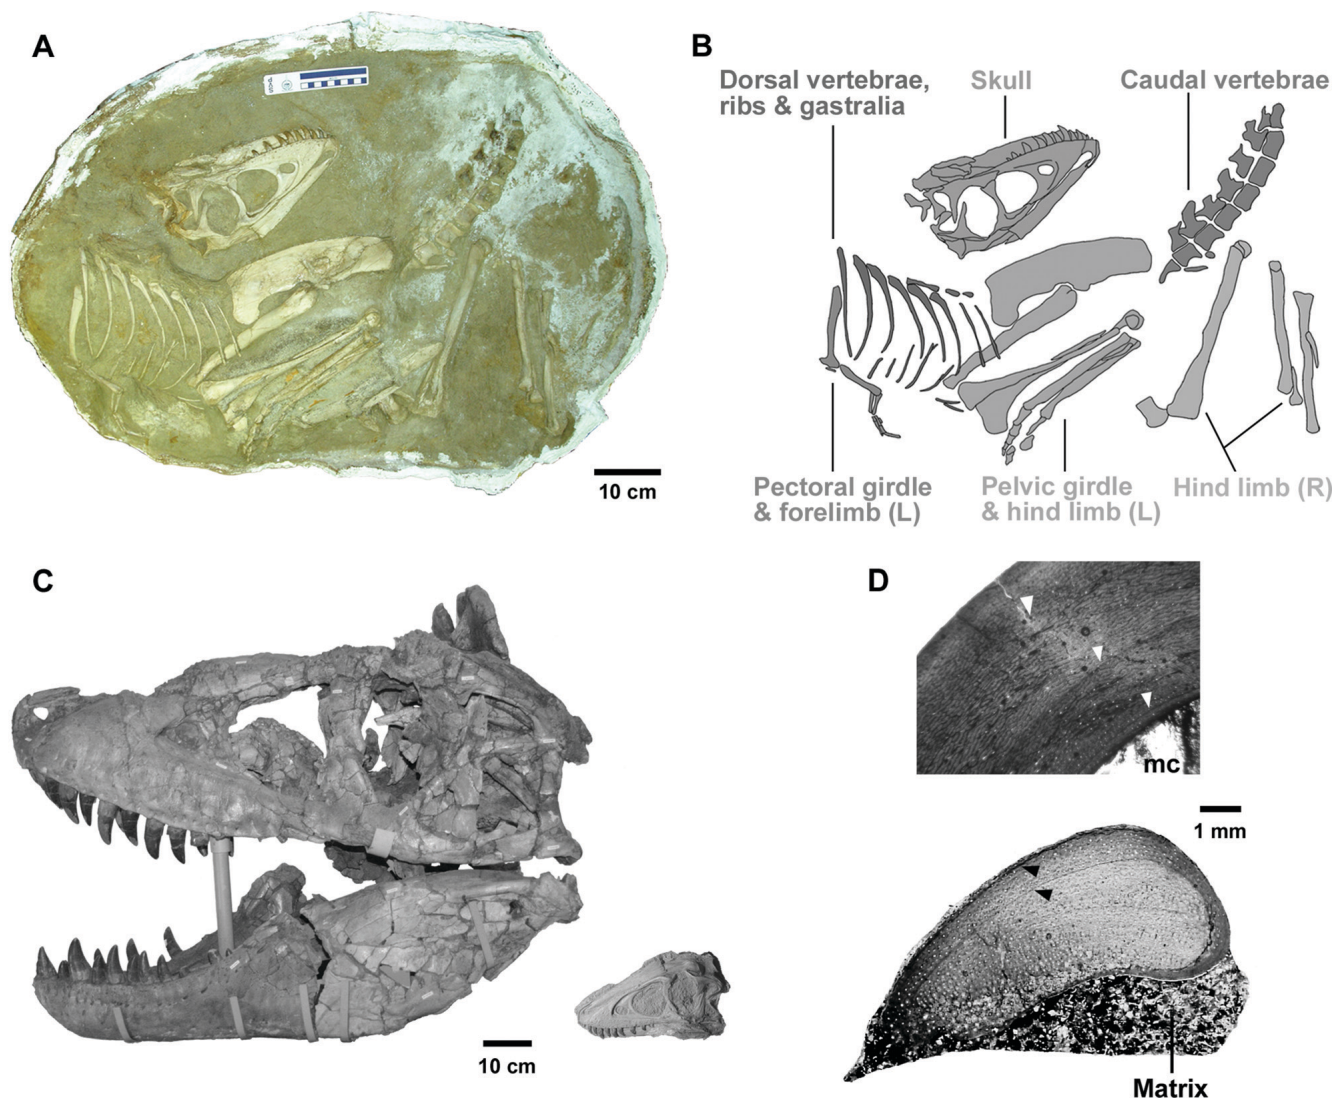 A
B
Dorsal vertebrae,
ribs & gastralia
Skull
Caudal vertebrae
10 cm
Pectoral girdle
& forelimb (L)
Pelvic girdle
& hind limb (L)
Hind limb (R)
C
D
mc
1 mm
10 cm
Matrix